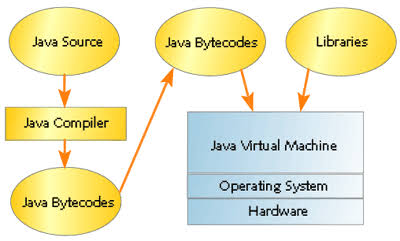 Java Source
Java Bytecodes
Libraries
Java Compiler
Java Virtual Machine
Java Bytecodes
Operating System
Hardware